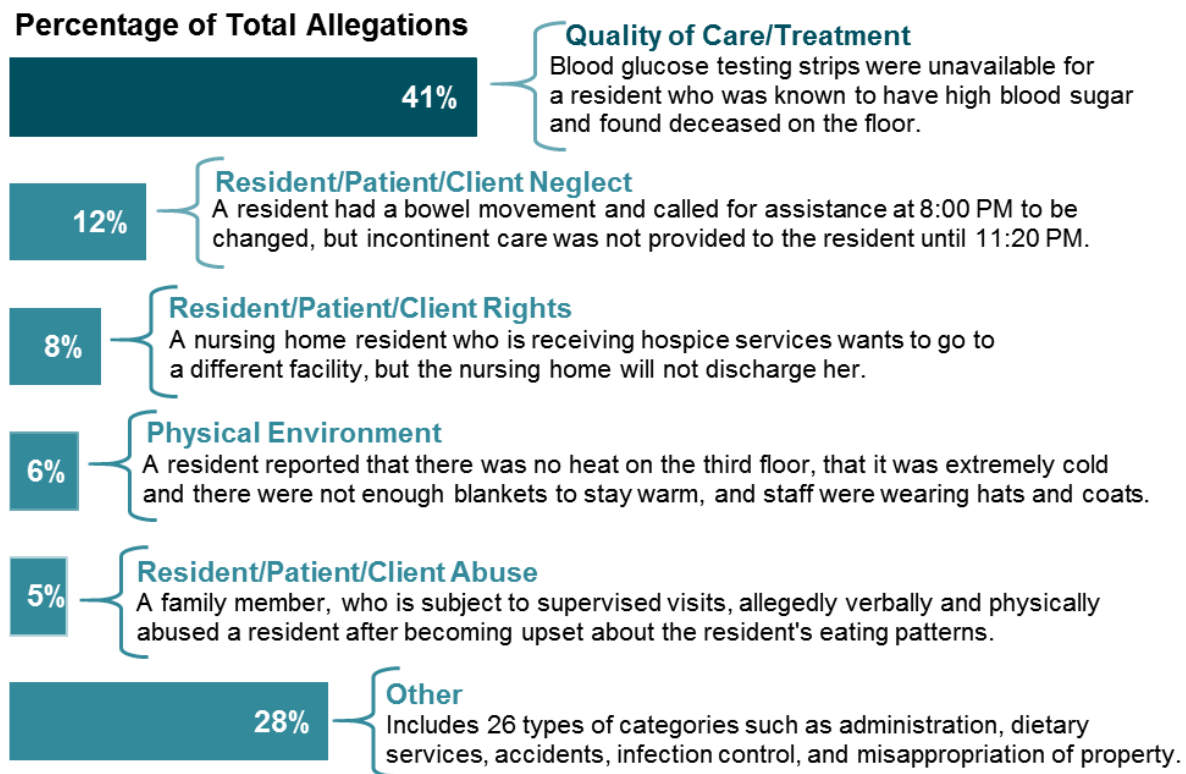 Percentage of Total Allegations
41%
Quality of Care/Treatment
Blood glucose testing strips were unavailable for
a resident who was known to have high blood sugar
and found deceased on the floor.
12%
Resident/Patient/Client Neglect
A resident had a bowel movement and called for assistance at 8:00 PM to be
changed, but incontinent care was not provided to the resident until 11:20 PM.
8%
Resident/Patient/Client Rights
A nursing home resident who is receiving hospice services wants to go to
a different facility, but the nursing home will not discharge her.
6%
Physical Environment
A resident reported that there was no heat on the third floor, that it was extremely cold
and there were not enough blankets to stay warm, and staff were wearing hats and coats.
5%
Resident/Patient/Client Abuse
A family member, who is subject to supervised visits, allegedly verbally and physically
abused a resident after becoming upset about the resident's eating patterns.
28%
Other
Includes 26 types of categories such as administration, dietary
services, accidents, infection control, and misappropriation of property.